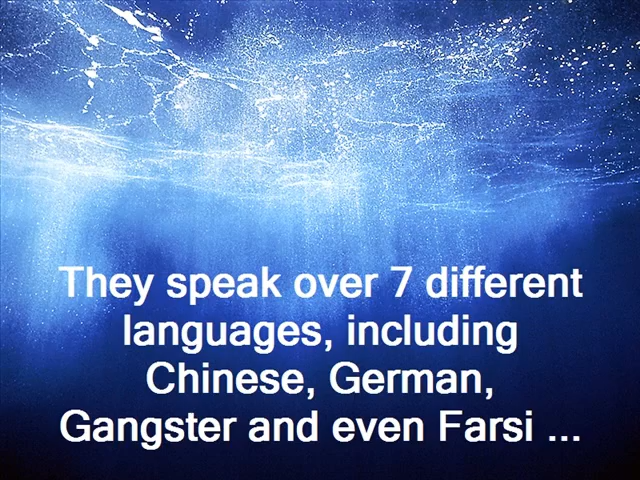 They speak over 7 different
languages, including
Chinese, German,
Gangster and even Farsi ...